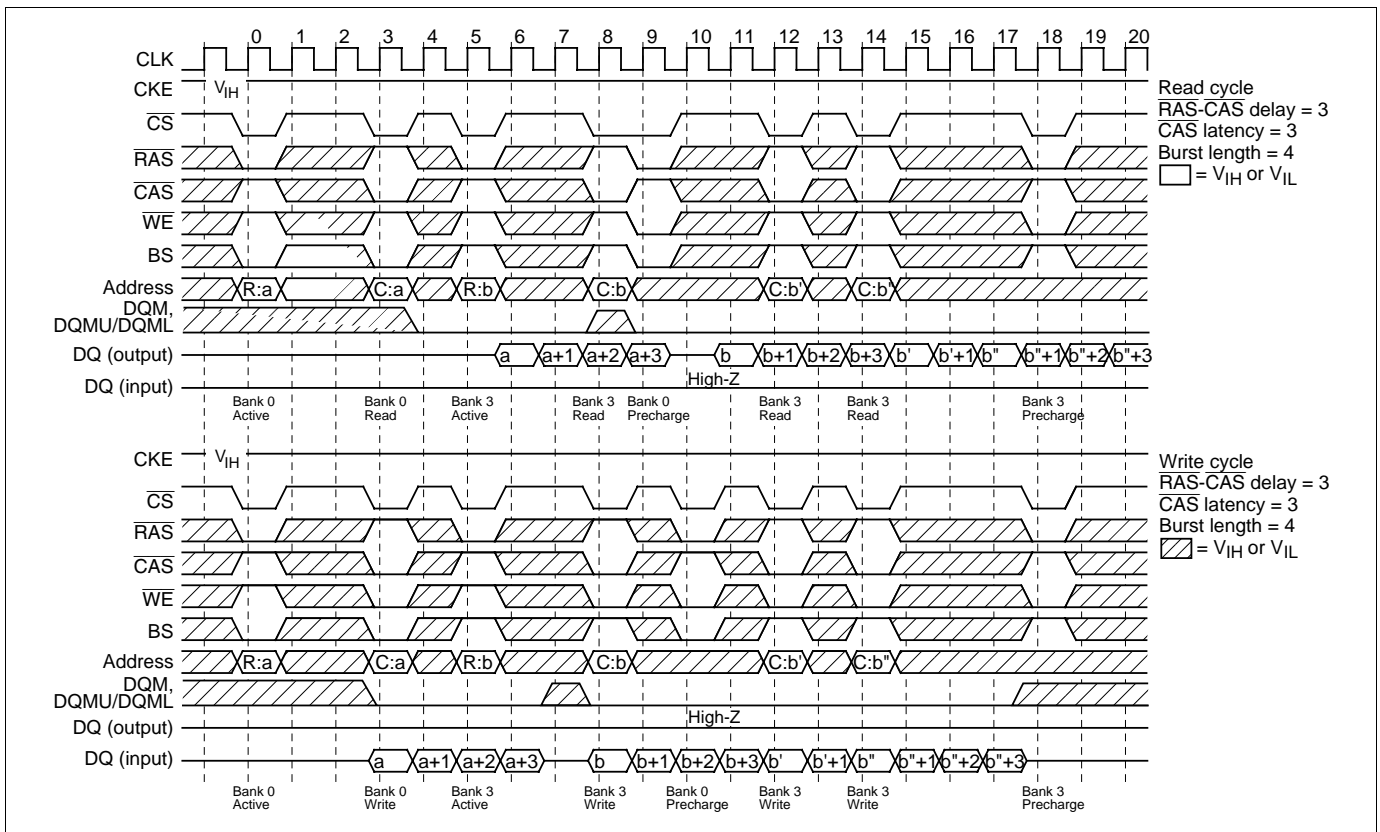 0 1 2 3 4 5 6 7 8 9 10 11 12 13 14 15 16 17 18 19 20
CLK
CKE VIH
CS
RAS
CAS
WE
BS
Address R:a C:a R:b C:b C:b' C:b'
DQM,
DQMU/DQML
DQ (output) a a+1 a+2 a+3 b b+1 b+2 b+3 b' b'+1 b" b"+1 b"+2 b"+3
DQ (input) High-Z
Bank 0 Active
Bank 0 Read
Bank 3 Active
Bank 3 Read
Bank 0 Precharge
Bank 3 Read
Bank 3 Read
Bank 3 Precharge
Read cycle
RAS-CAS delay = 3
CAS latency = 3
Burst length = 4
= VIH or VIL
CKE VIH
CS
RAS
CAS
WE
BS
Address R:a C:a R:b C:b C:b' C:b"
DQM,
DQMU/DQML
DQ (output) High-Z
DQ (input) a a+1 a+2 a+3 b b+1 b+2 b+3 b' b'+1 b" b"+1 b"+2 b"+3
Bank 0 Active
Bank 0 Write
Bank 3 Active
Bank 3 Write
Bank 0 Precharge
Bank 3 Write
Bank 3 Write
Bank 3 Precharge
Write cycle
RAS-CAS delay = 3
CAS latency = 3
Burst length = 4
= VIH or VIL